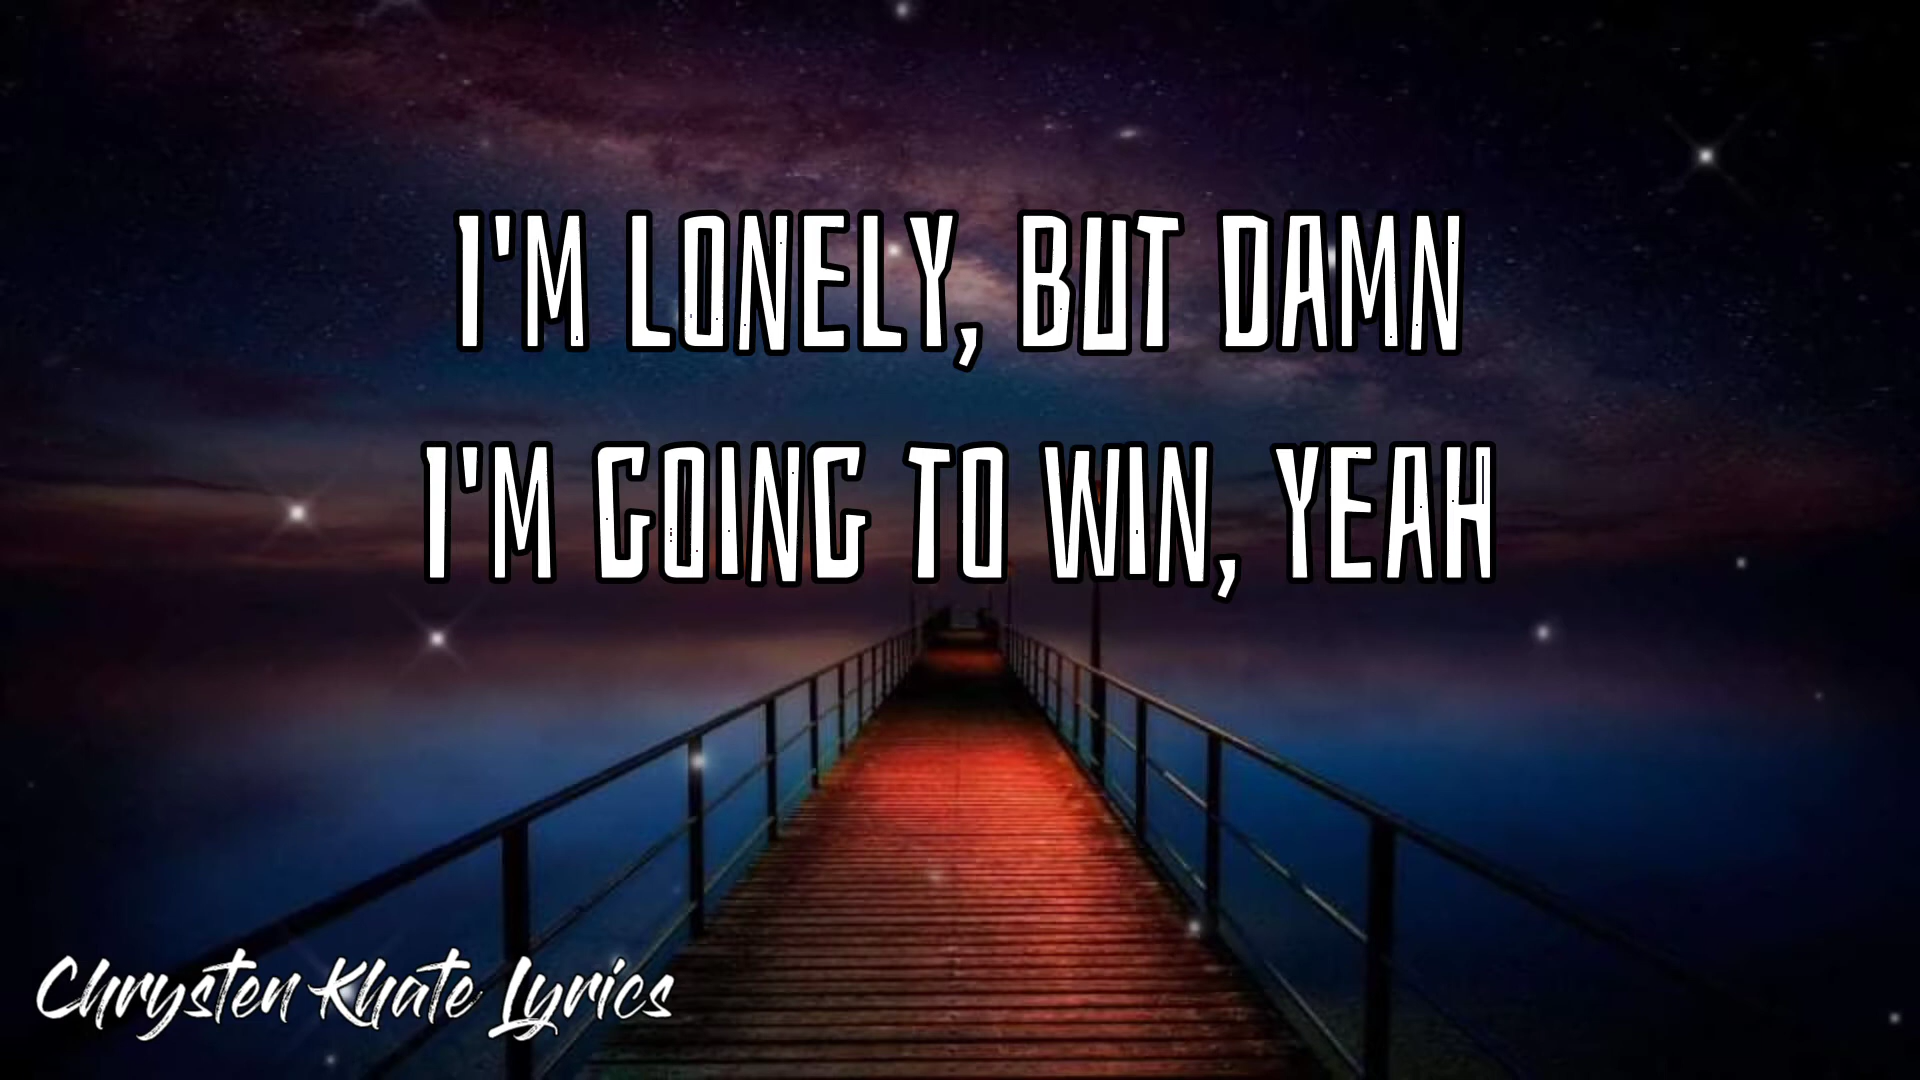 I'M LONELY, BUT DAMN
I'M GOING TO WIN, YEAH
Chrysten Khate Lyrics